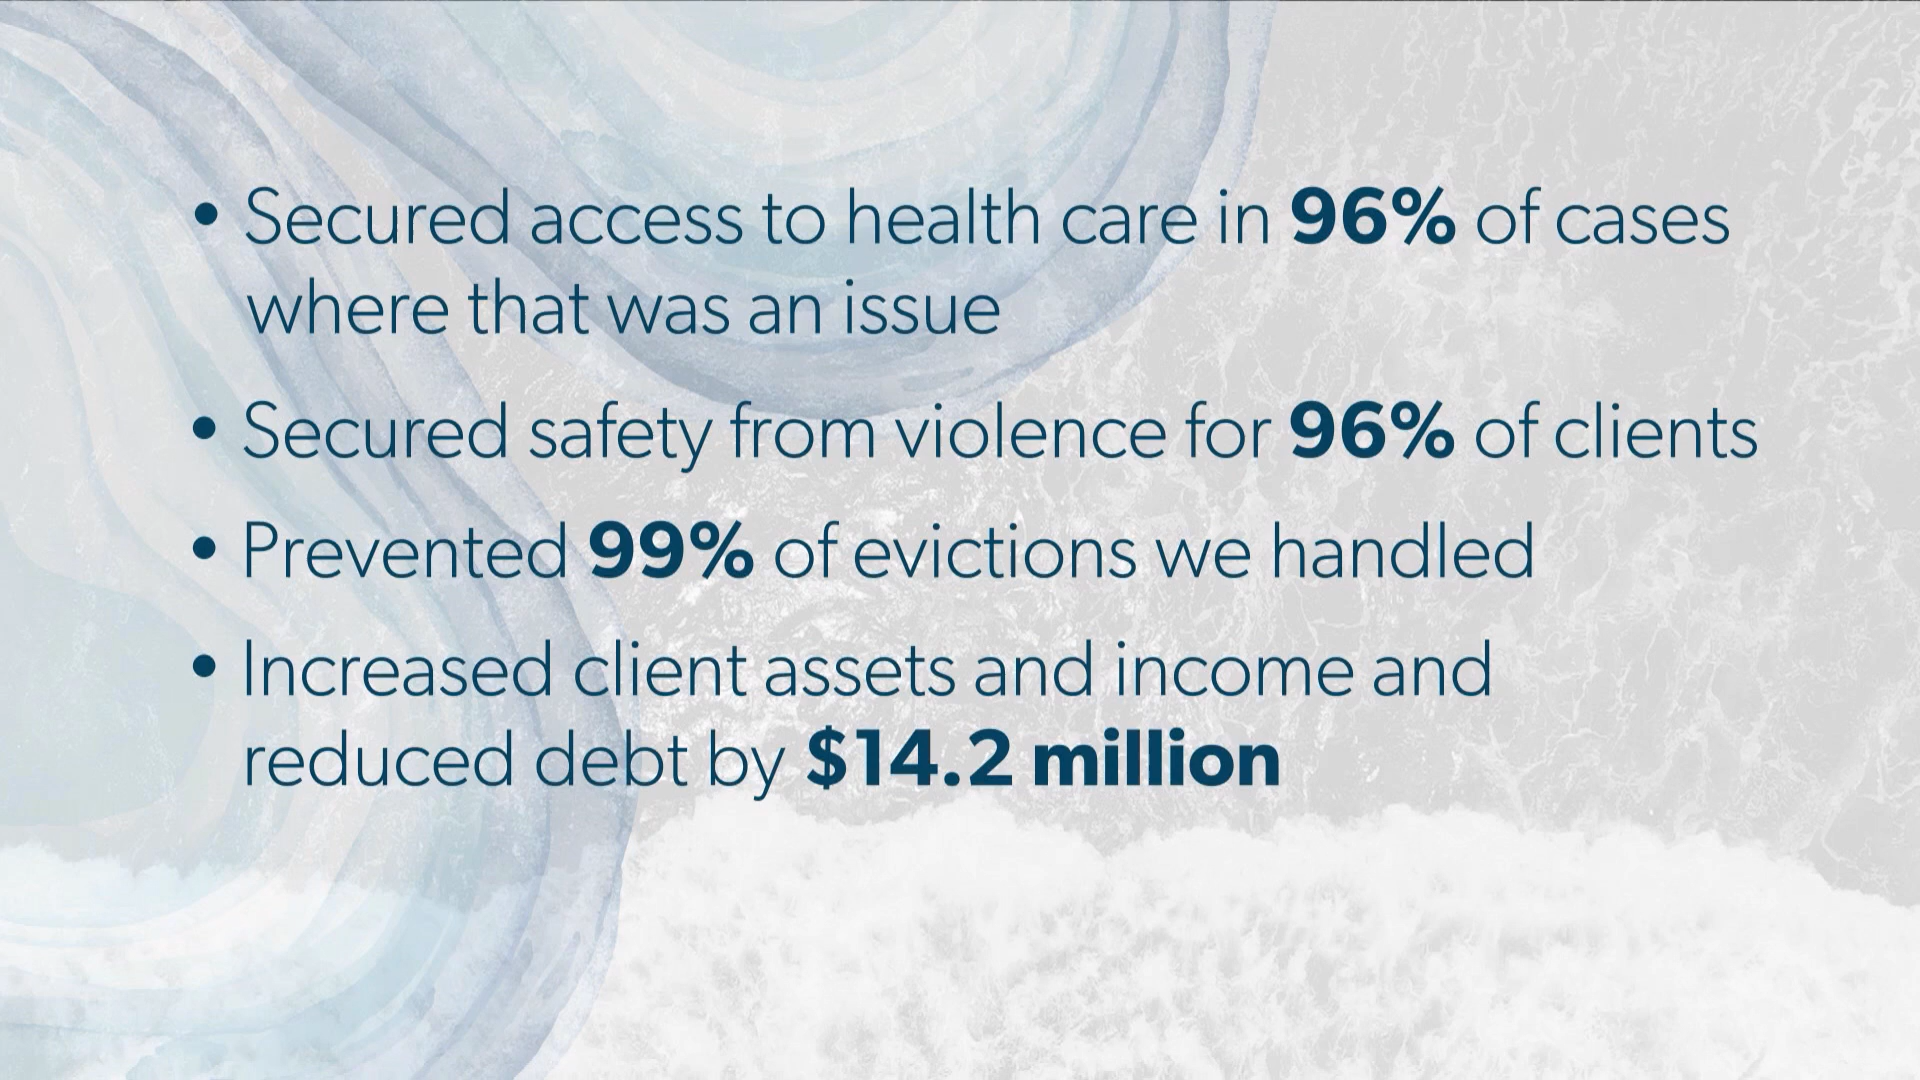 • Secured access to health care in 96% of cases
where that was an issue
• Secured safety from violence for 96% of clients
• Prevented 99% of evictions we handled
• Increased client assets and income and
reduced debt by $14.2 million